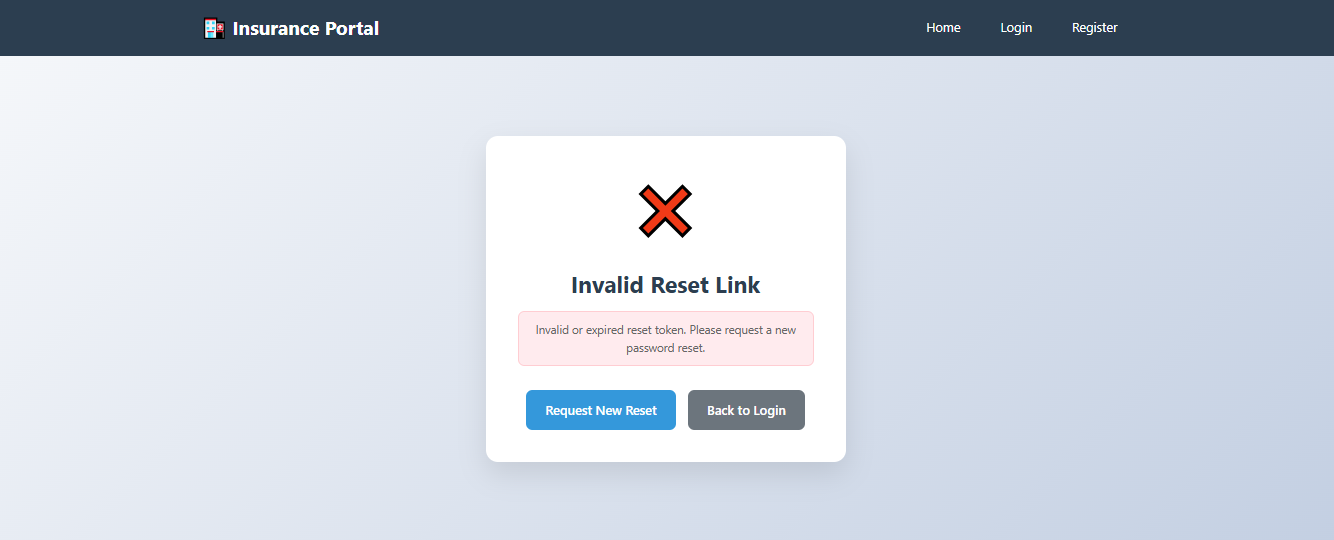 Insurance Portal
Home
Login
Register
Invalid Reset Link
Invalid or expired reset token. Please request a new
password reset.
Request New Reset
Back to Login